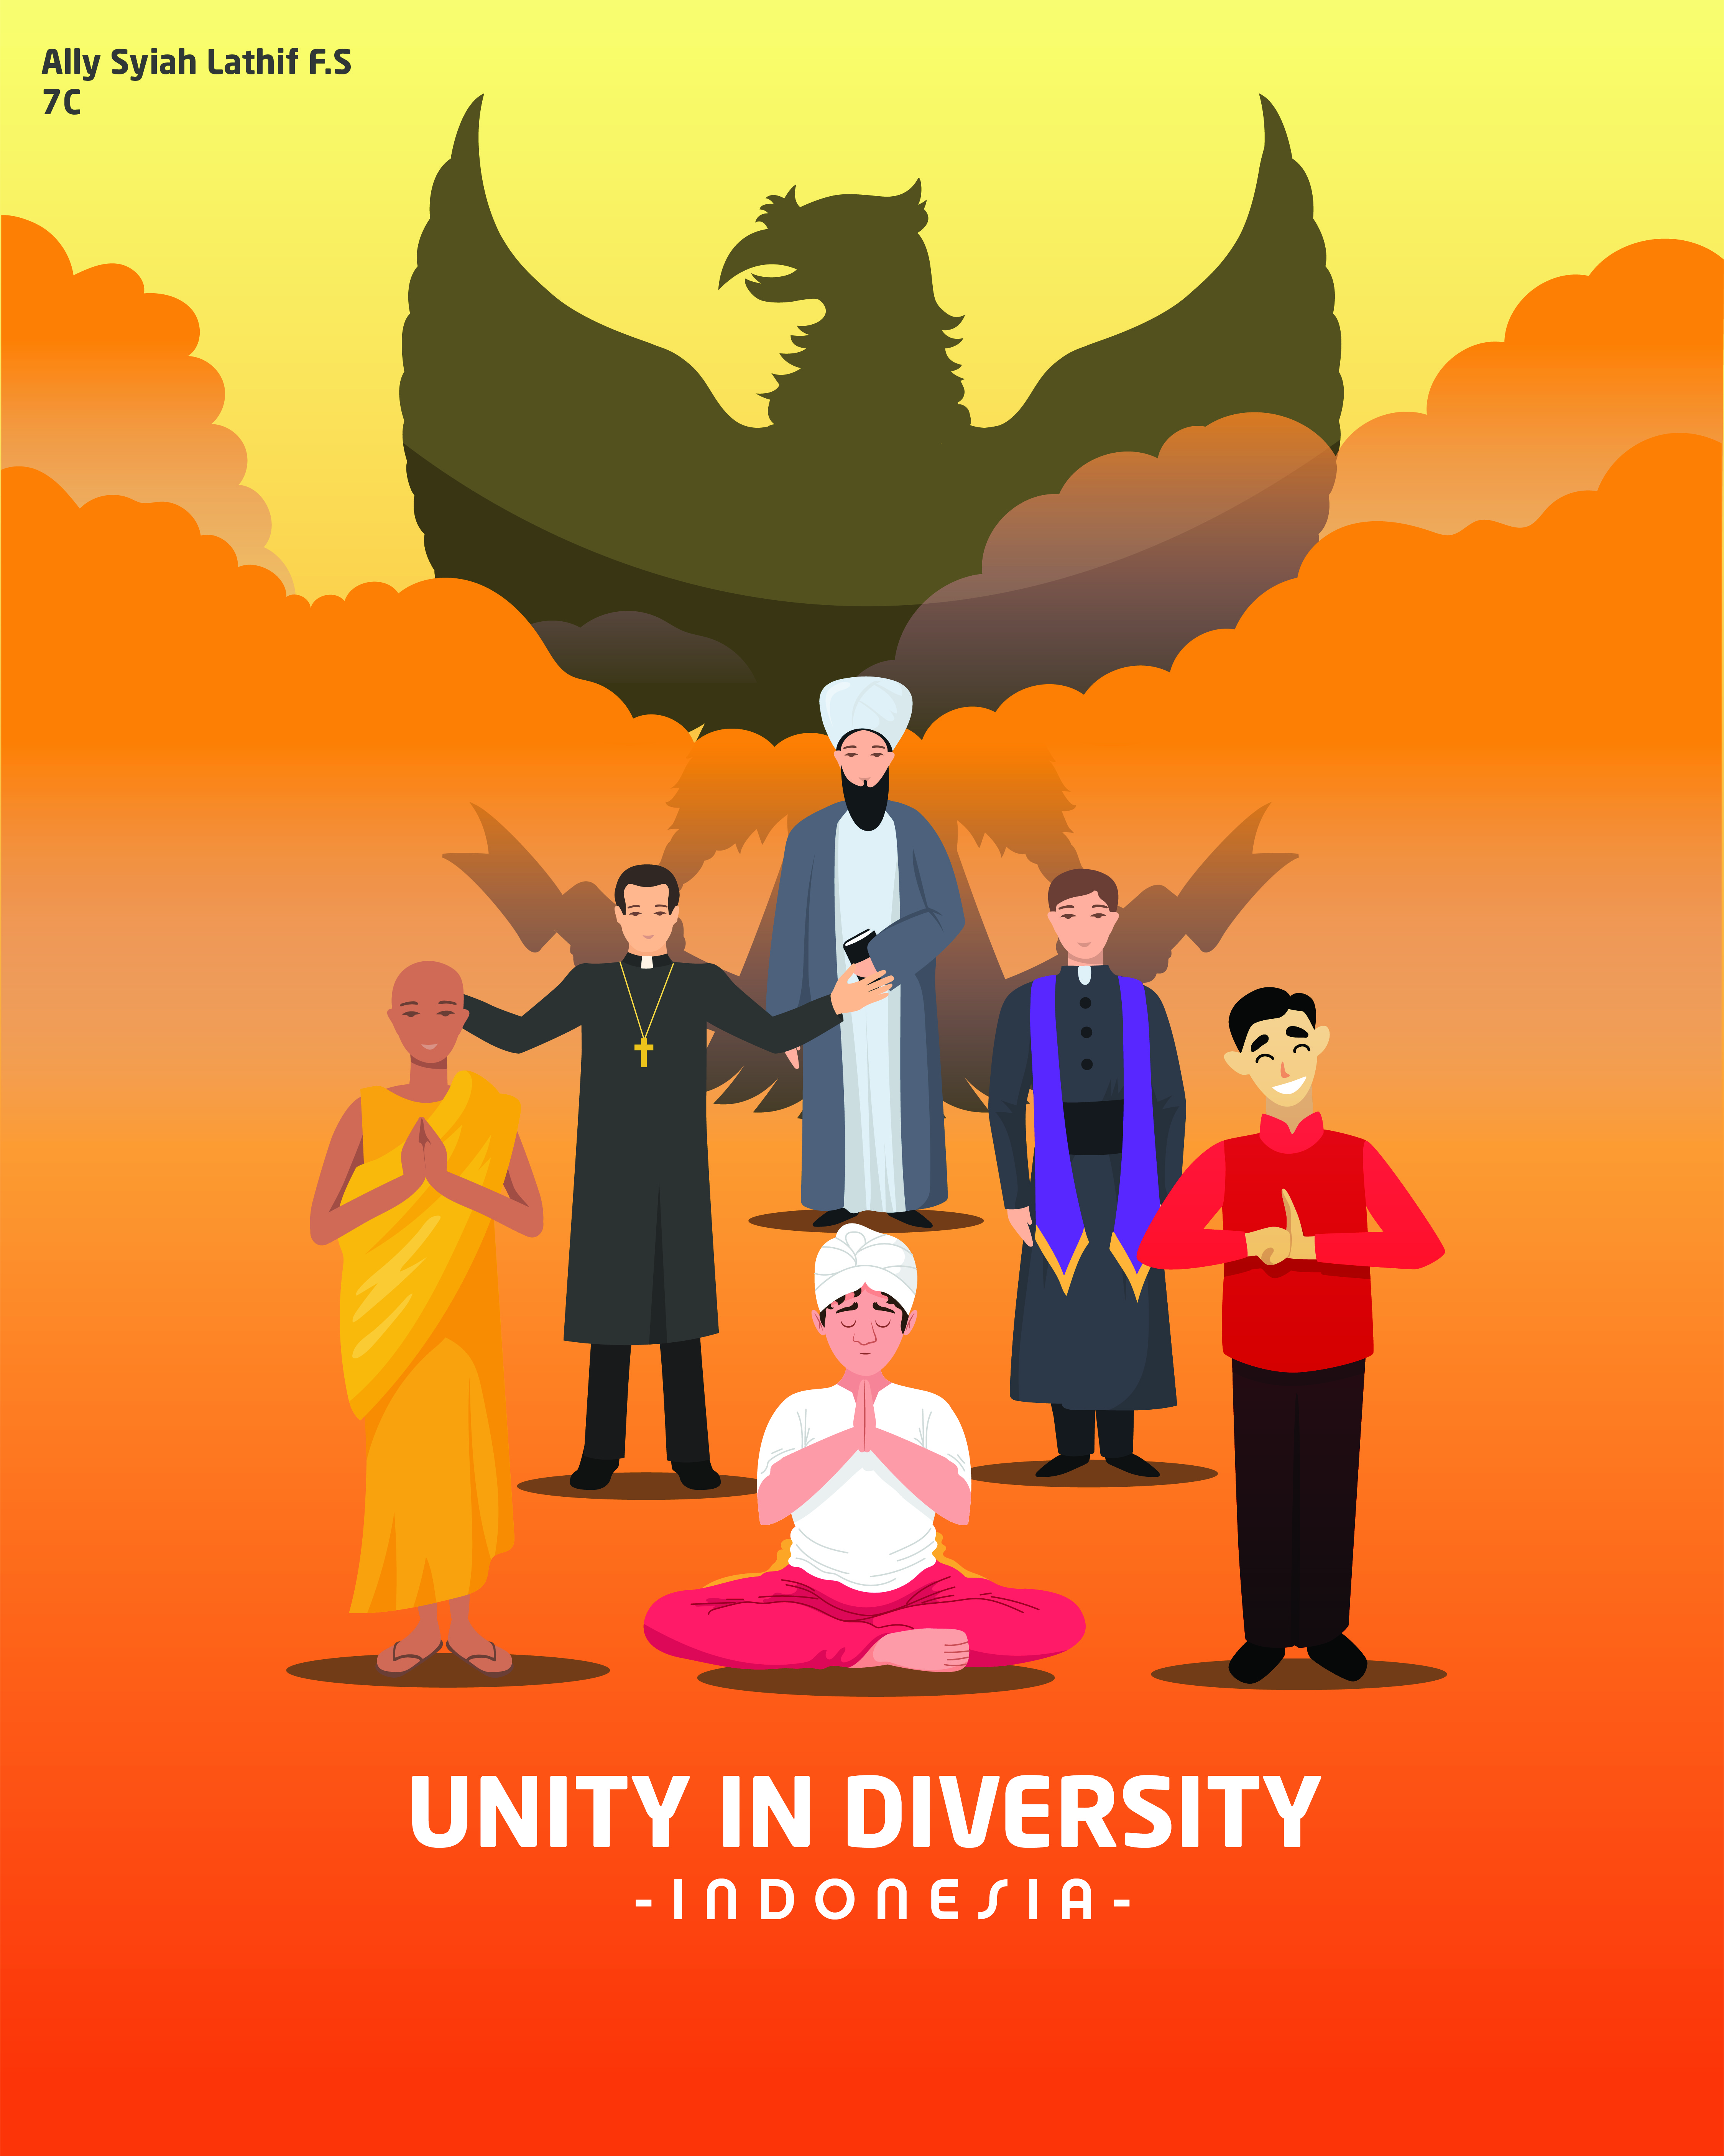 Ally Syiah Lathif F.S
7C
UNITY IN DIVERSITY
-INDONESIA-